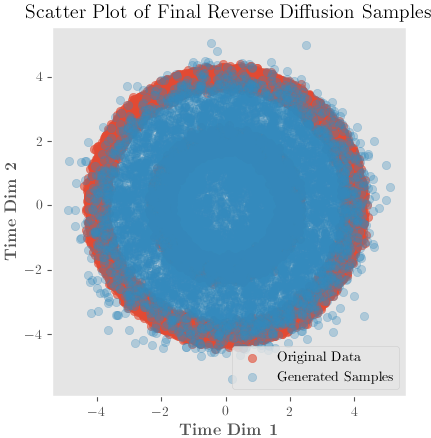 Scatter Plot of Final Reverse Diffusion Samples
4
2
0
−2
−4
Time Dim 2
Original Data
Generated Samples
−4 −2 0 2 4
Time Dim 1